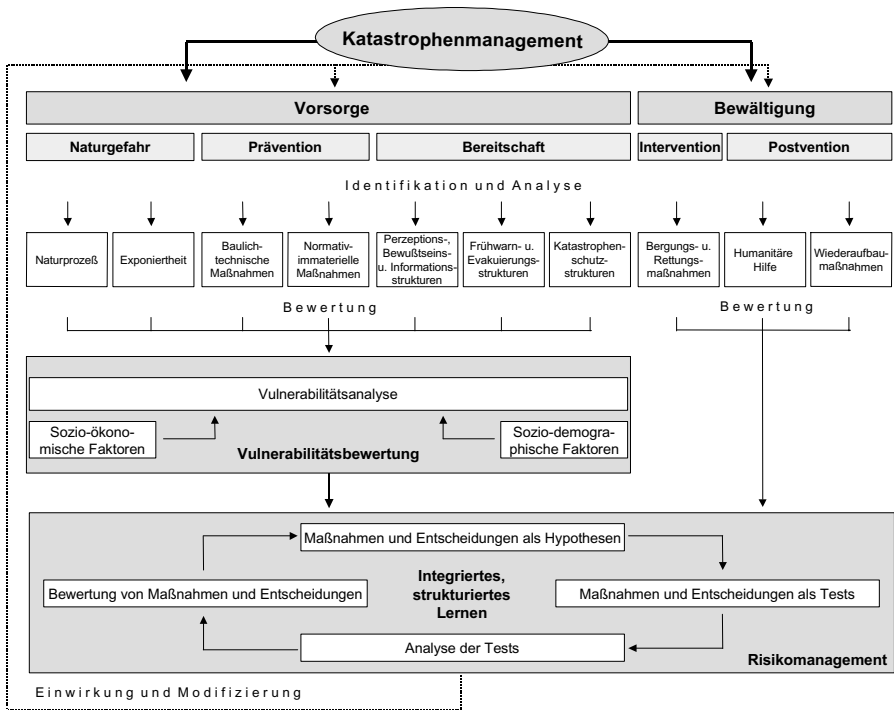 Katastrophenmanagement
Vorsorge
Bewältigung
Naturgefahr
Prävention
Bereitschaft
Intervention
Postvention
Identifikation und Analyse
Naturprozeß
Exponiertheit
Baulich-
technische
Maßnahmen
Normativ-
immaterielle
Maßnahmen
Perzeptions-,
Bewußtseins-
u. Informations-
strukturen
Frühwarn- u.
Evakuierungs-
strukturen
Katastrophen-
schutz-
strukturen
Bergungs- u.
Rettungs-
maßnahmen
Humanitäre
Hilfe
Wiederaufbau-
maßnahmen
Bewertung
Bewertung
Vulnerabilitätsanalyse
Sozio-ökono-
mische Faktoren
Sozio-demogra-
phische Faktoren
Vulnerabilitätsbewertung
Maßnahmen und Entscheidungen als Hypothesen
Bewertung von Maßnahmen und Entscheidungen
Integriertes,
strukturiertes
Lernen
Maßnahmen und Entscheidungen als Tests
Analyse der Tests
Risikomanagement
Einwirkung und Modifizierung